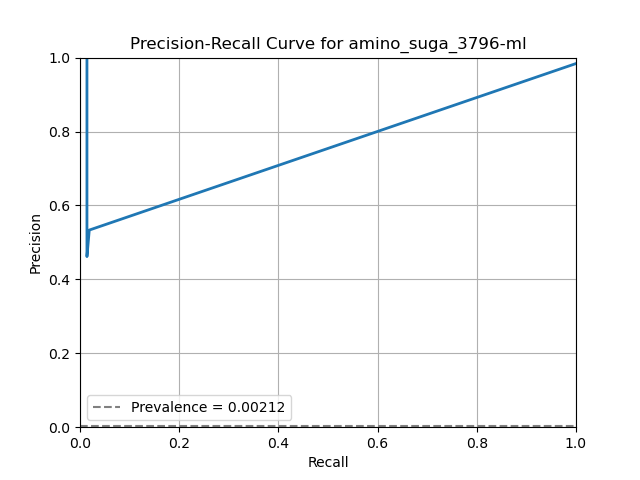 Precision-Recall Curve for amino_suga_3796-ml
1.0
0.8
0.6
0.4
0.2
0.0
Precision
Prevalence = 0.00212
0.0 0.2 0.4 0.6 0.8 1.0
Recall